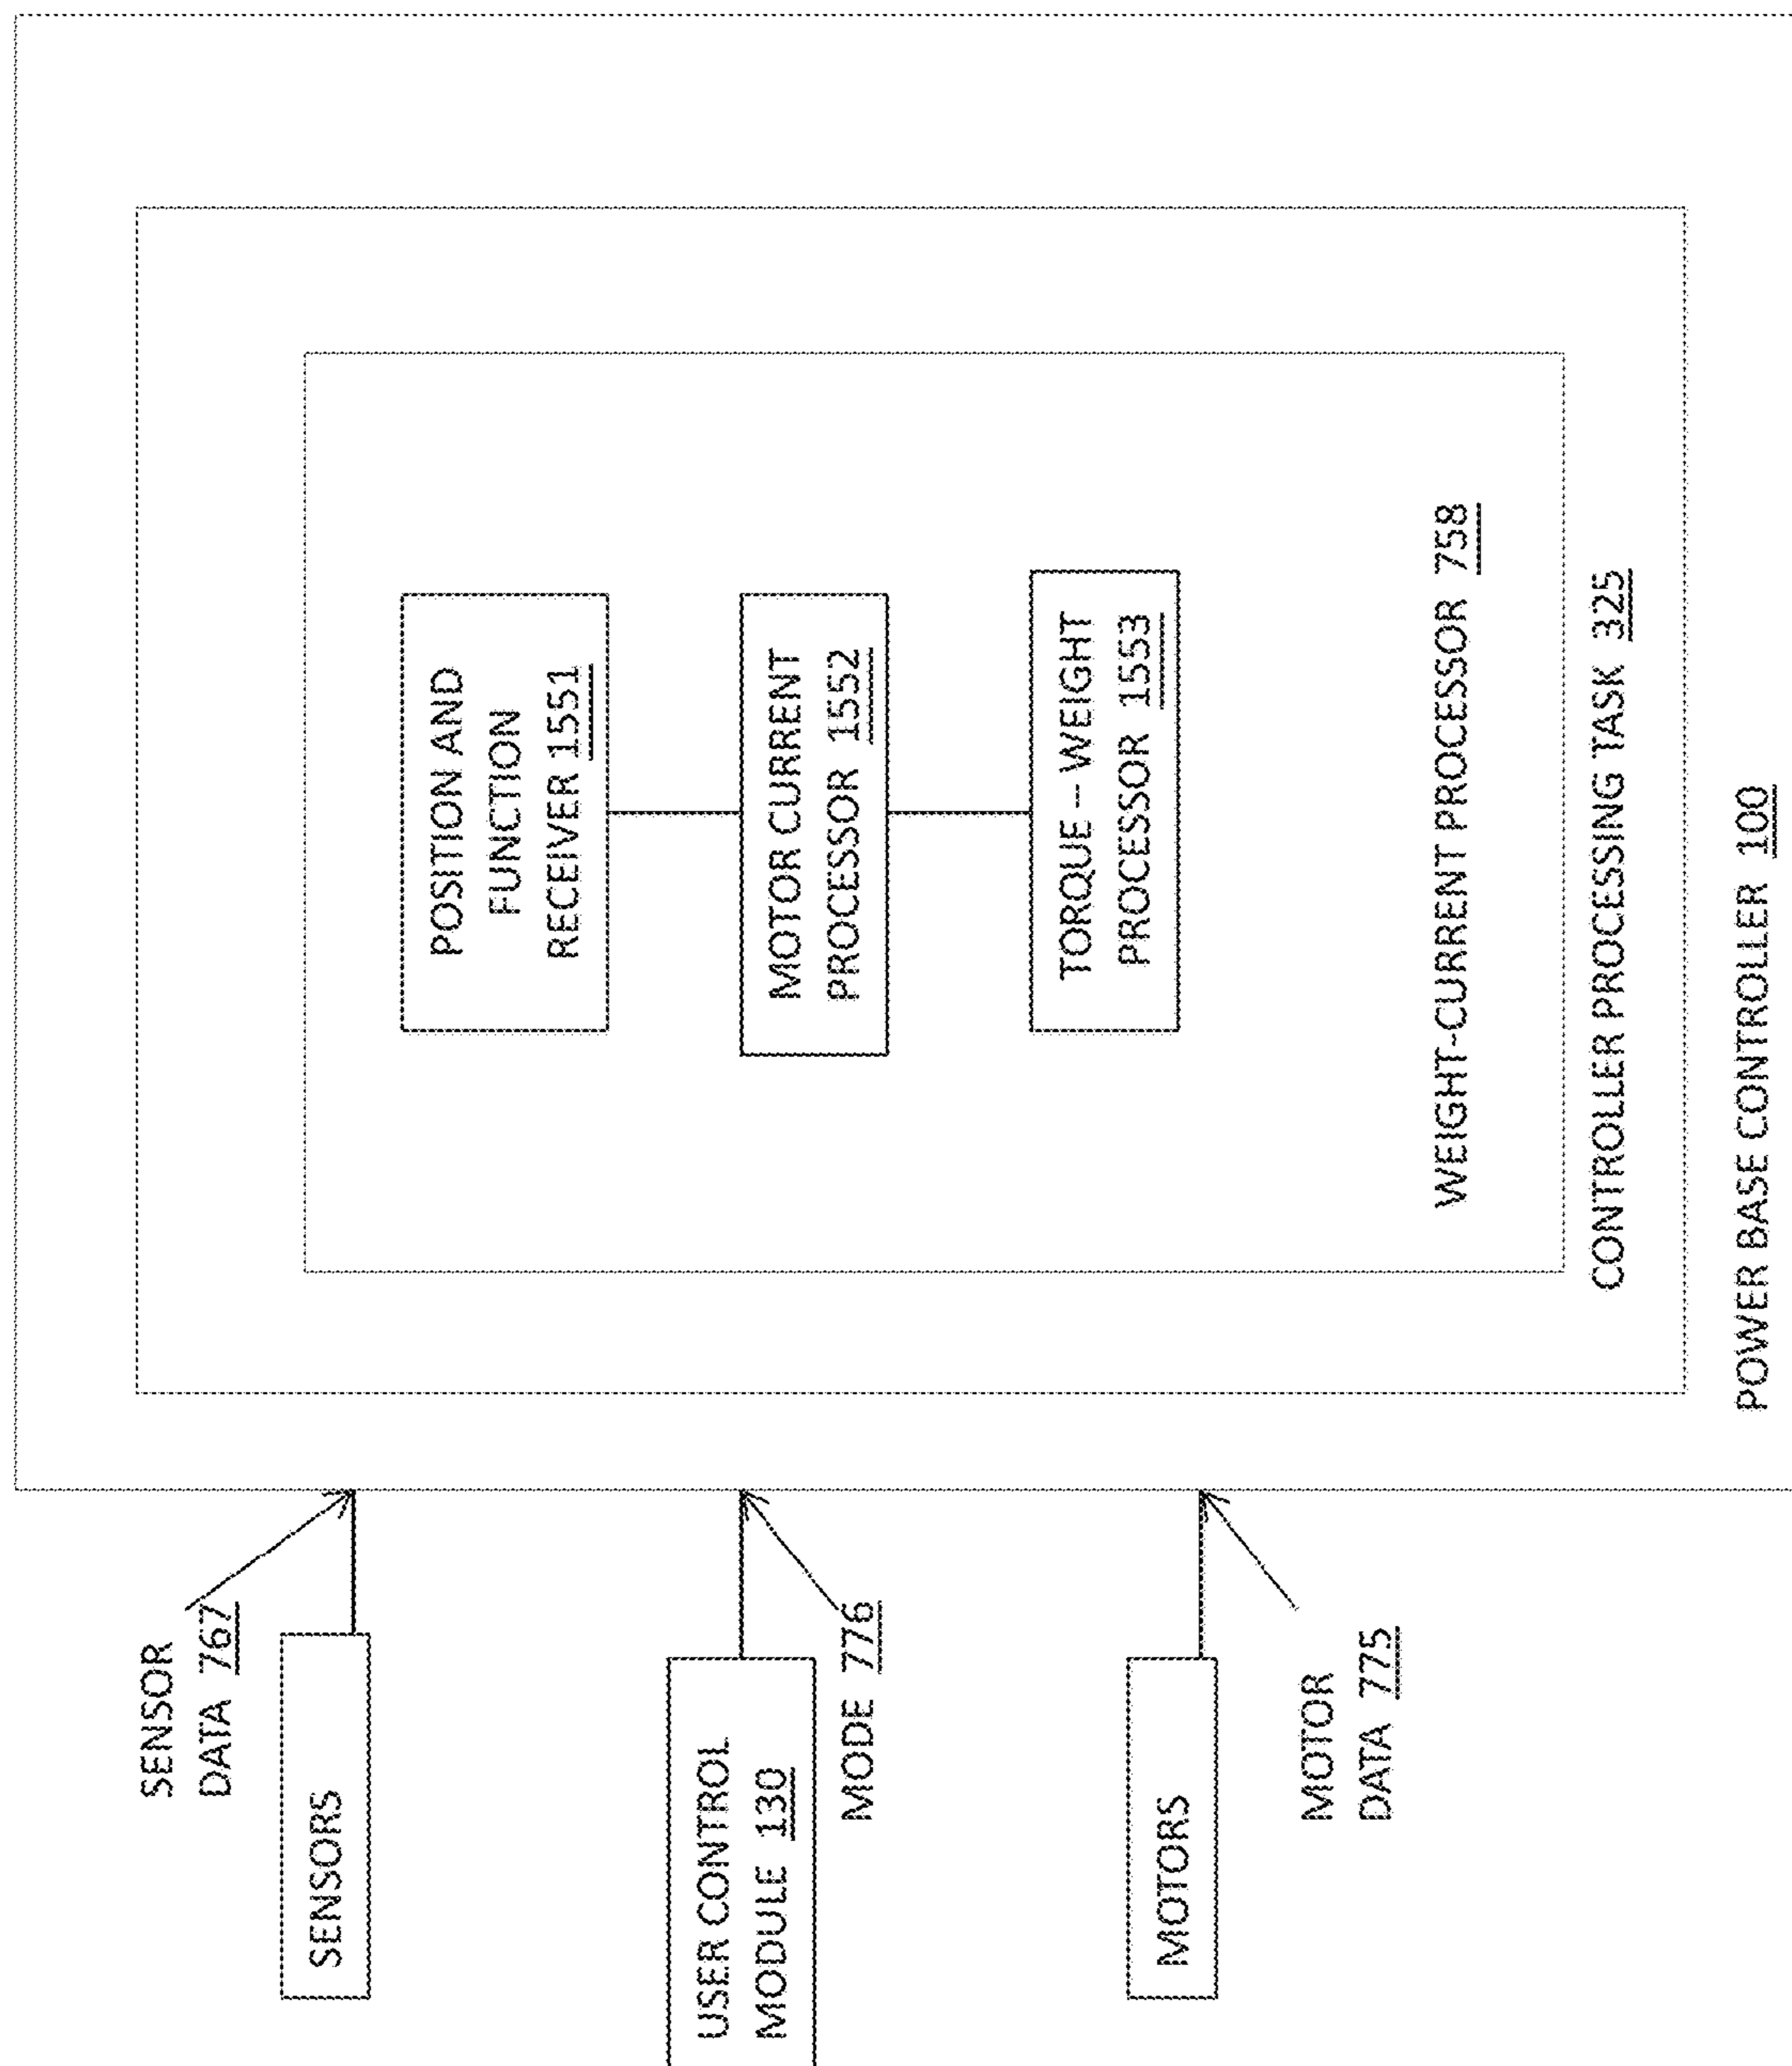 SENSOR
DATA 767
SENSORS
USER CONTROL
MODULE 130
MODE 776
MOTORS
MOTOR
DATA 775
POSITION AND
FUNCTION
RECEIVER 1551
MOTOR CURRENT
PROCESSOR 1552
TORQUE – WEIGHT
PROCESSOR 1553
WEIGHT-CURRENT PROCESSOR 758
CONTROLLER PROCESSING TASK 325
POWER BASE CONTROLLER 100